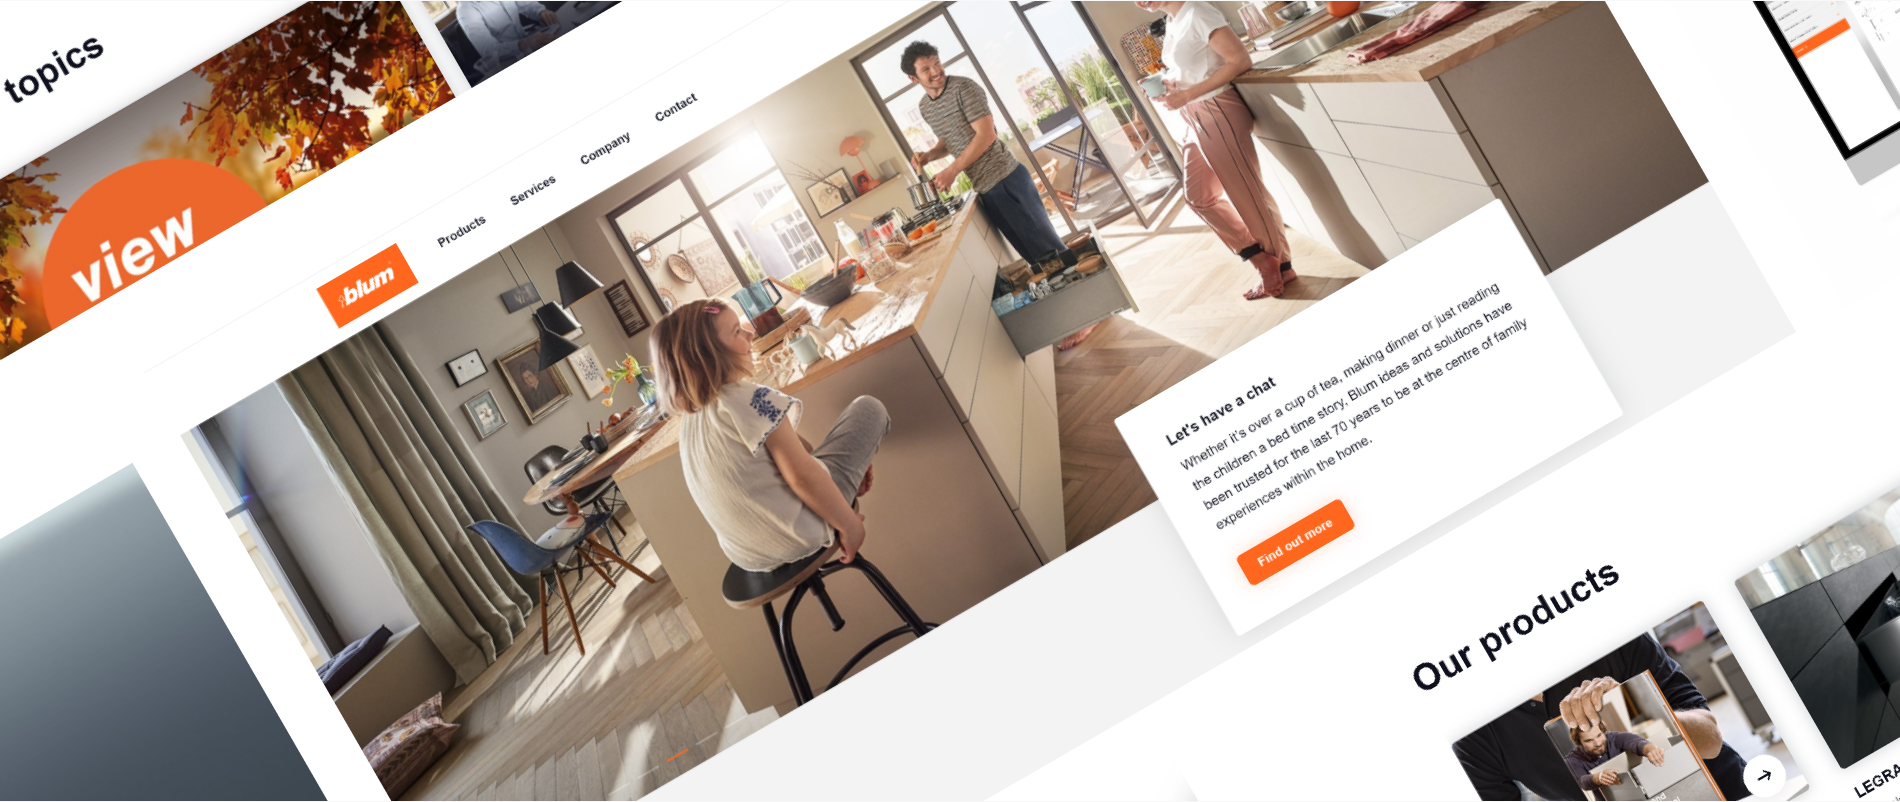 topics
view
blum
Products
Services
Company
Contact
Let's have a chat
Whether it's over a cup of tea, making dinner or just reading
the children a bed time story, Blum ideas and solutions have
been trusted for the last 70 years to be at the centre of family
experiences within the home.
Find out more
Our products
LEGRA